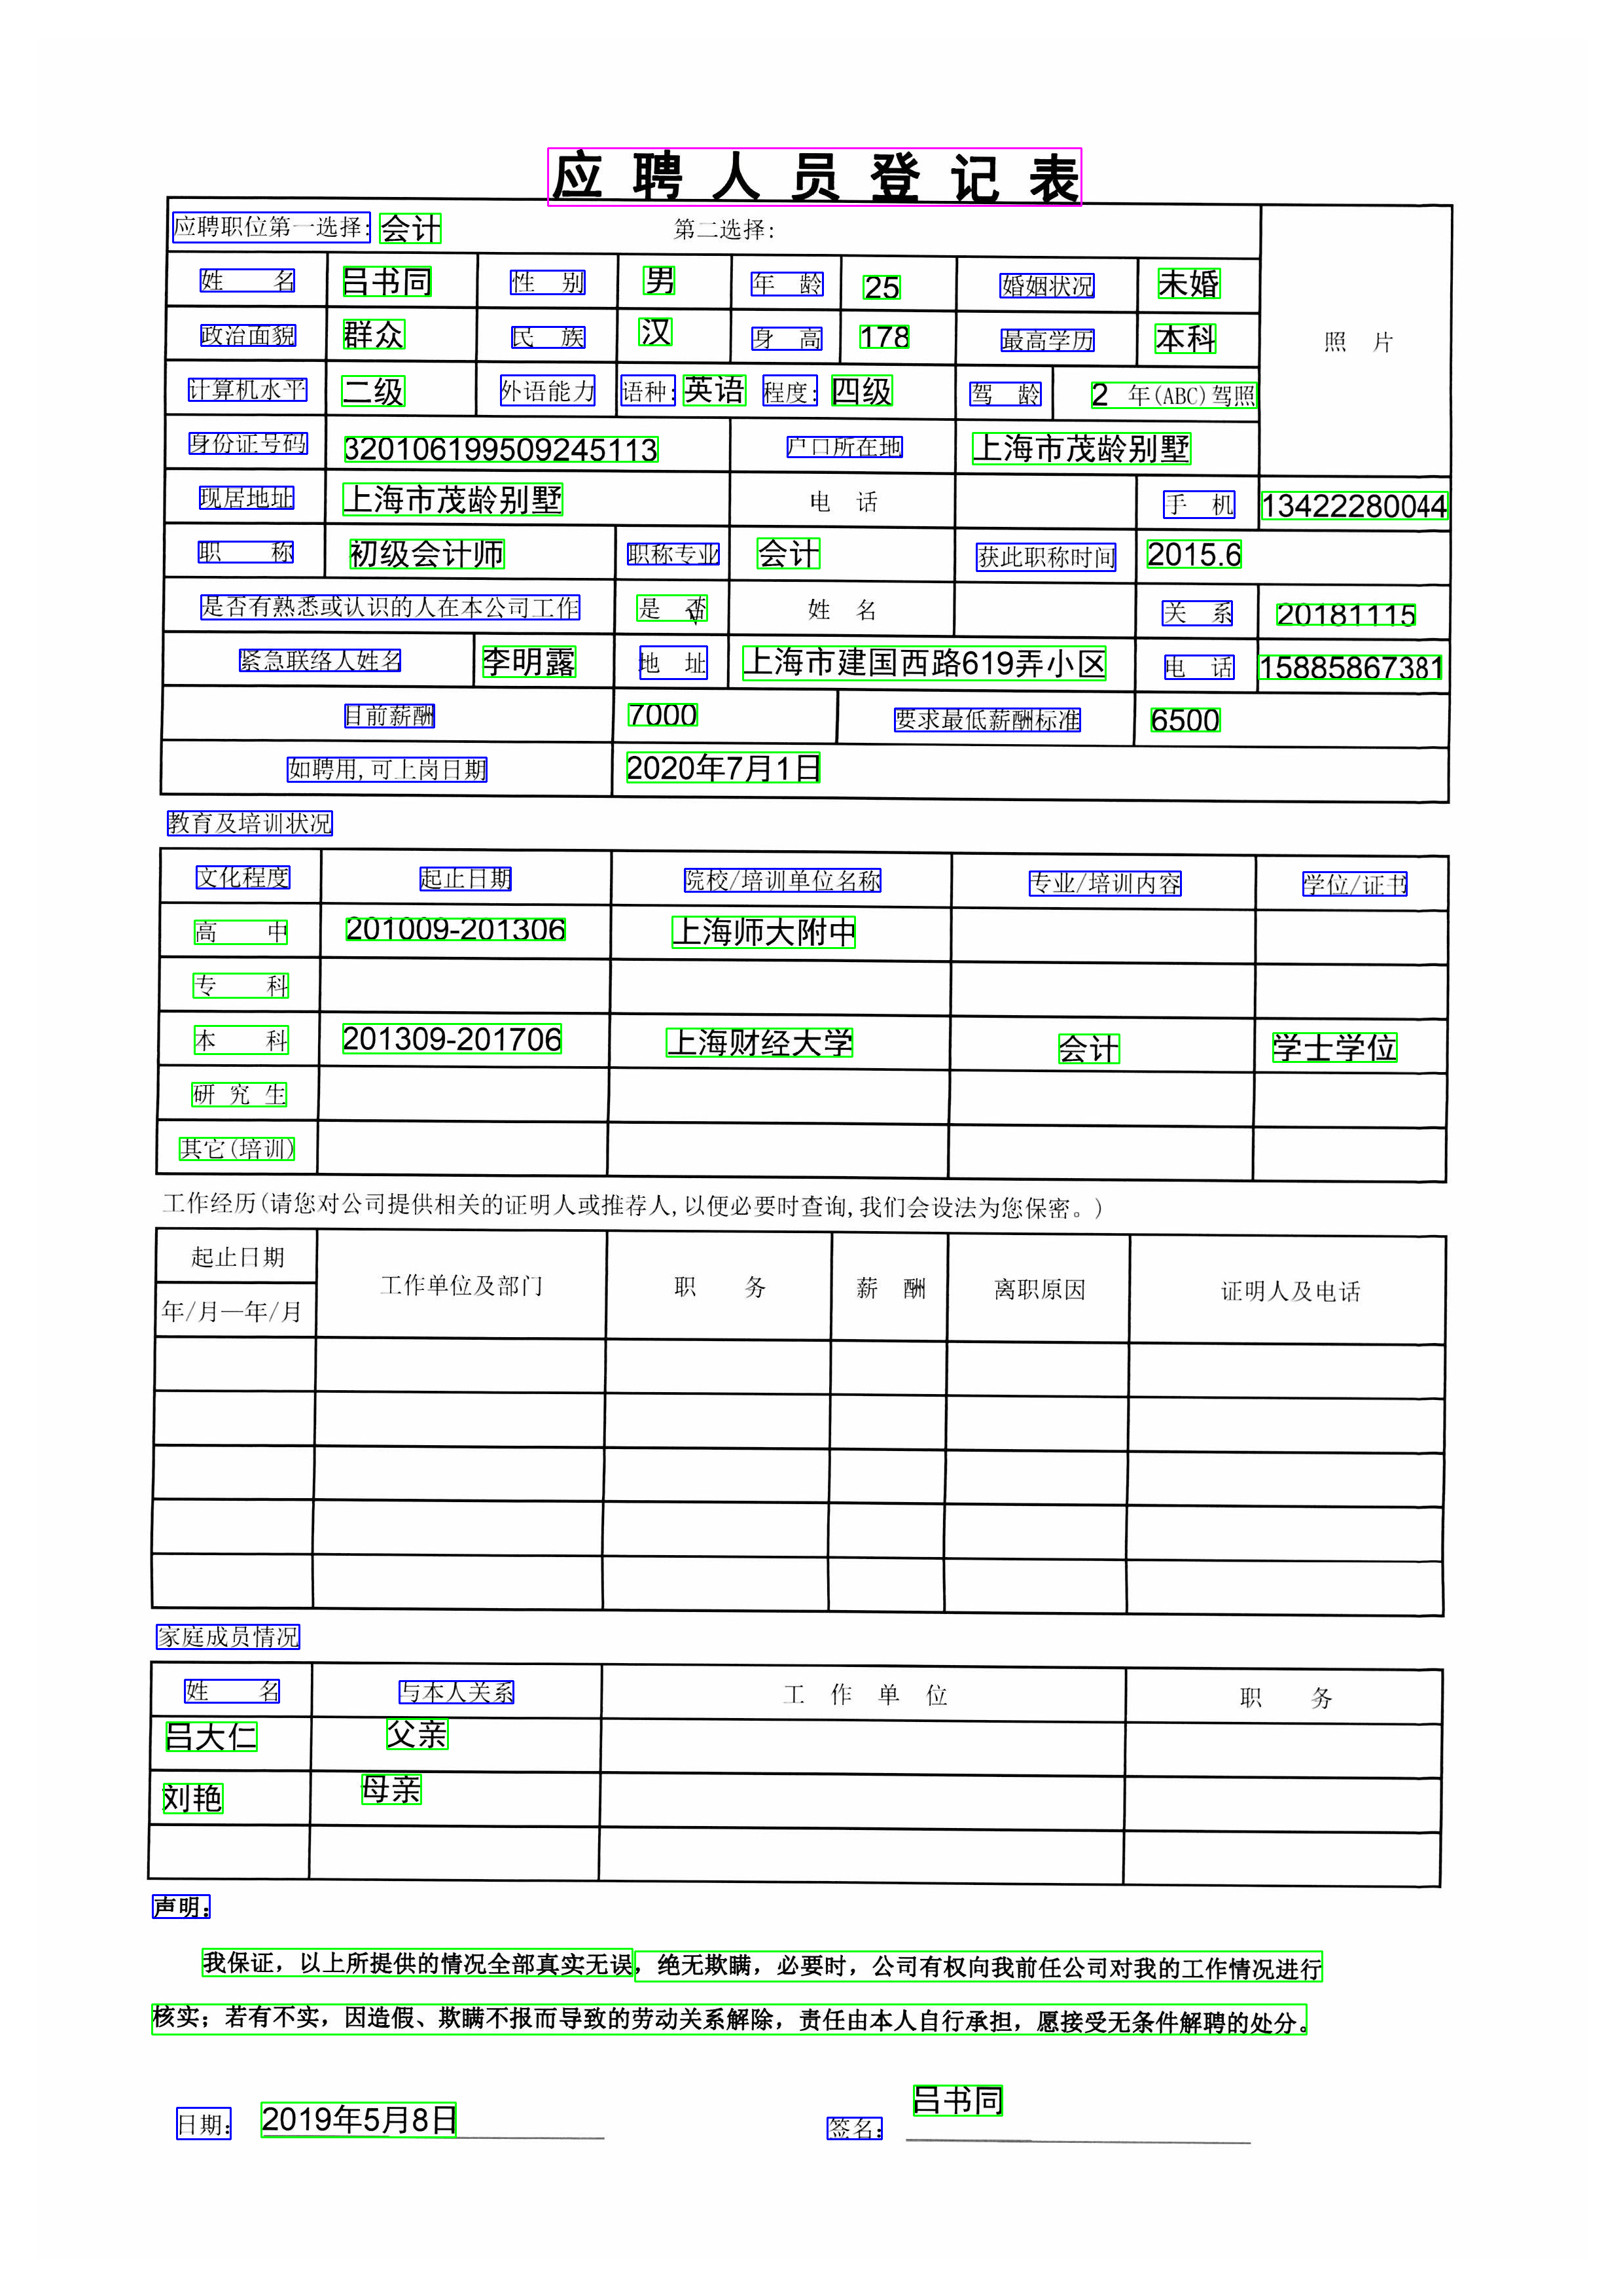 应聘人员登记表
应聘职位第一选择: 会计 第二选择:
照 片
姓 名 吕书同 性 别 男 年 龄 25 婚姻状况 未婚
政治面貌 群众 民 族 汉 身 高 178 最高学历 本科
计算机水平 二级 外语能力 语种: 英语 程度: 四级 驾 龄 2 年(ABC)驾照
身份证号码 320106199509245113 户口所在地 上海市茂龄别墅
现居地址 上海市茂龄别墅 电 话 手 机 13422280044
职 称 初级会计师 职称专业 会计 获此职称时间 2015.6
是否有熟悉或认识的人在本公司工作 是 否 √ 姓 名 关 系 20181115
紧急联络人姓名 李明露 地 址 上海市建国西路619弄小区 电 话 15885867381
目前薪酬 7000 要求最低薪酬标准 6500
如聘用,可上岗日期 2020年7月1日
教育及培训状况
文化程度 起止日期 院校/培训单位名称 专业/培训内容 学位/证书
高 中 201009-201306 上海师大附中
专 科
本 科 201309-201706 上海财经大学 会计 学士学位
研 究 生
其它(培训)
工作经历(请您对公司提供相关的证明人或推荐人,以便必要时查询,我们会设法为您保密。)
起止日期 工作单位及部门 职 务 薪 酬 离职原因 证明人及电话
年/月—年/月
家庭成员情况
姓 名 与本人关系 工 作 单 位 职 务
吕大仁 父亲
刘艳 母亲
声明:
我保证，以上所提供的情况全部真实无误，绝无欺瞒，必要时，公司有权向我前任公司对我的工作情况进行
核实；若有不实，因造假、欺瞒不报而导致的劳动关系解除，责任由本人自行承担，愿接受无条件解聘的处分。
日期: 2019年5月8日 签名: 吕书同